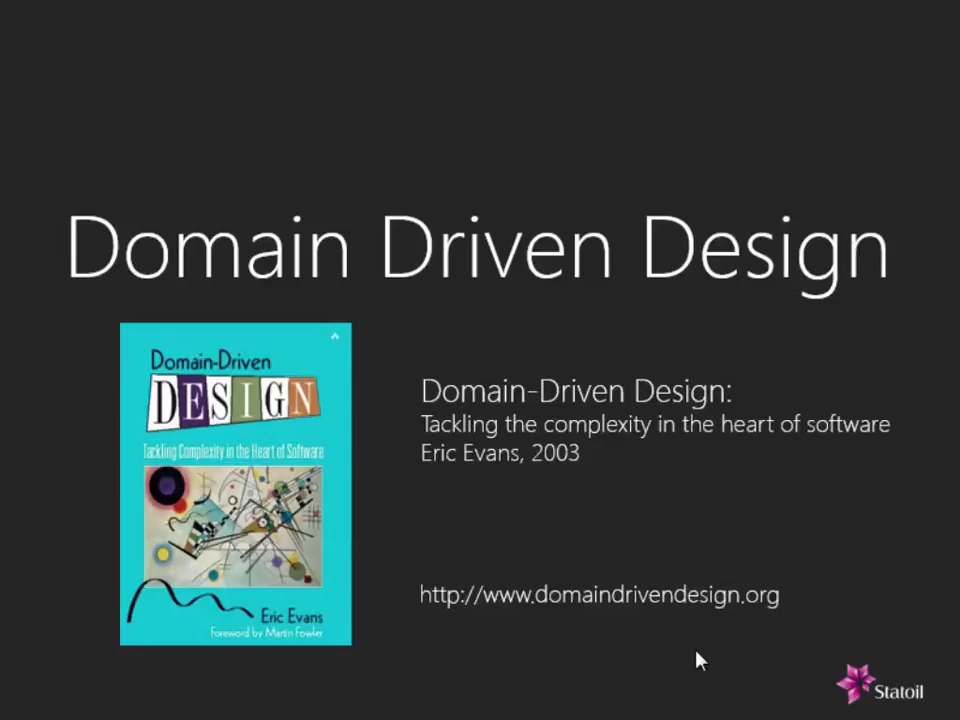 Domain Driven Design
Domain-Driven
DESIGN
Tackling Complexity in the Heart of Software
Eric Evans
Foreword by Martin Fowler
Domain-Driven Design:
Tackling the complexity in the heart of software
Eric Evans, 2003
http://www.domaindrivendesign.org
Statoil